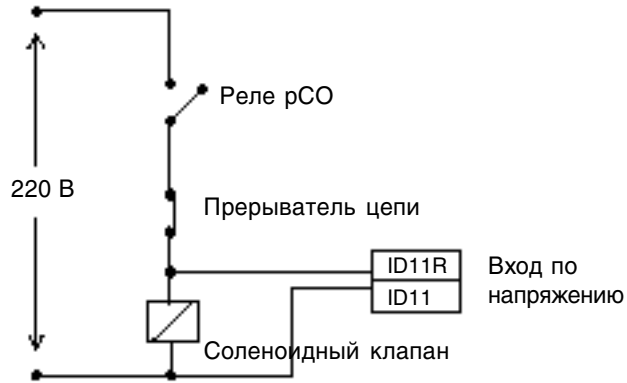 Реле pCO
220 В
Прерыватель цепи
ID11R
ID11
Вход по
напряжению
Соленоидный клапан